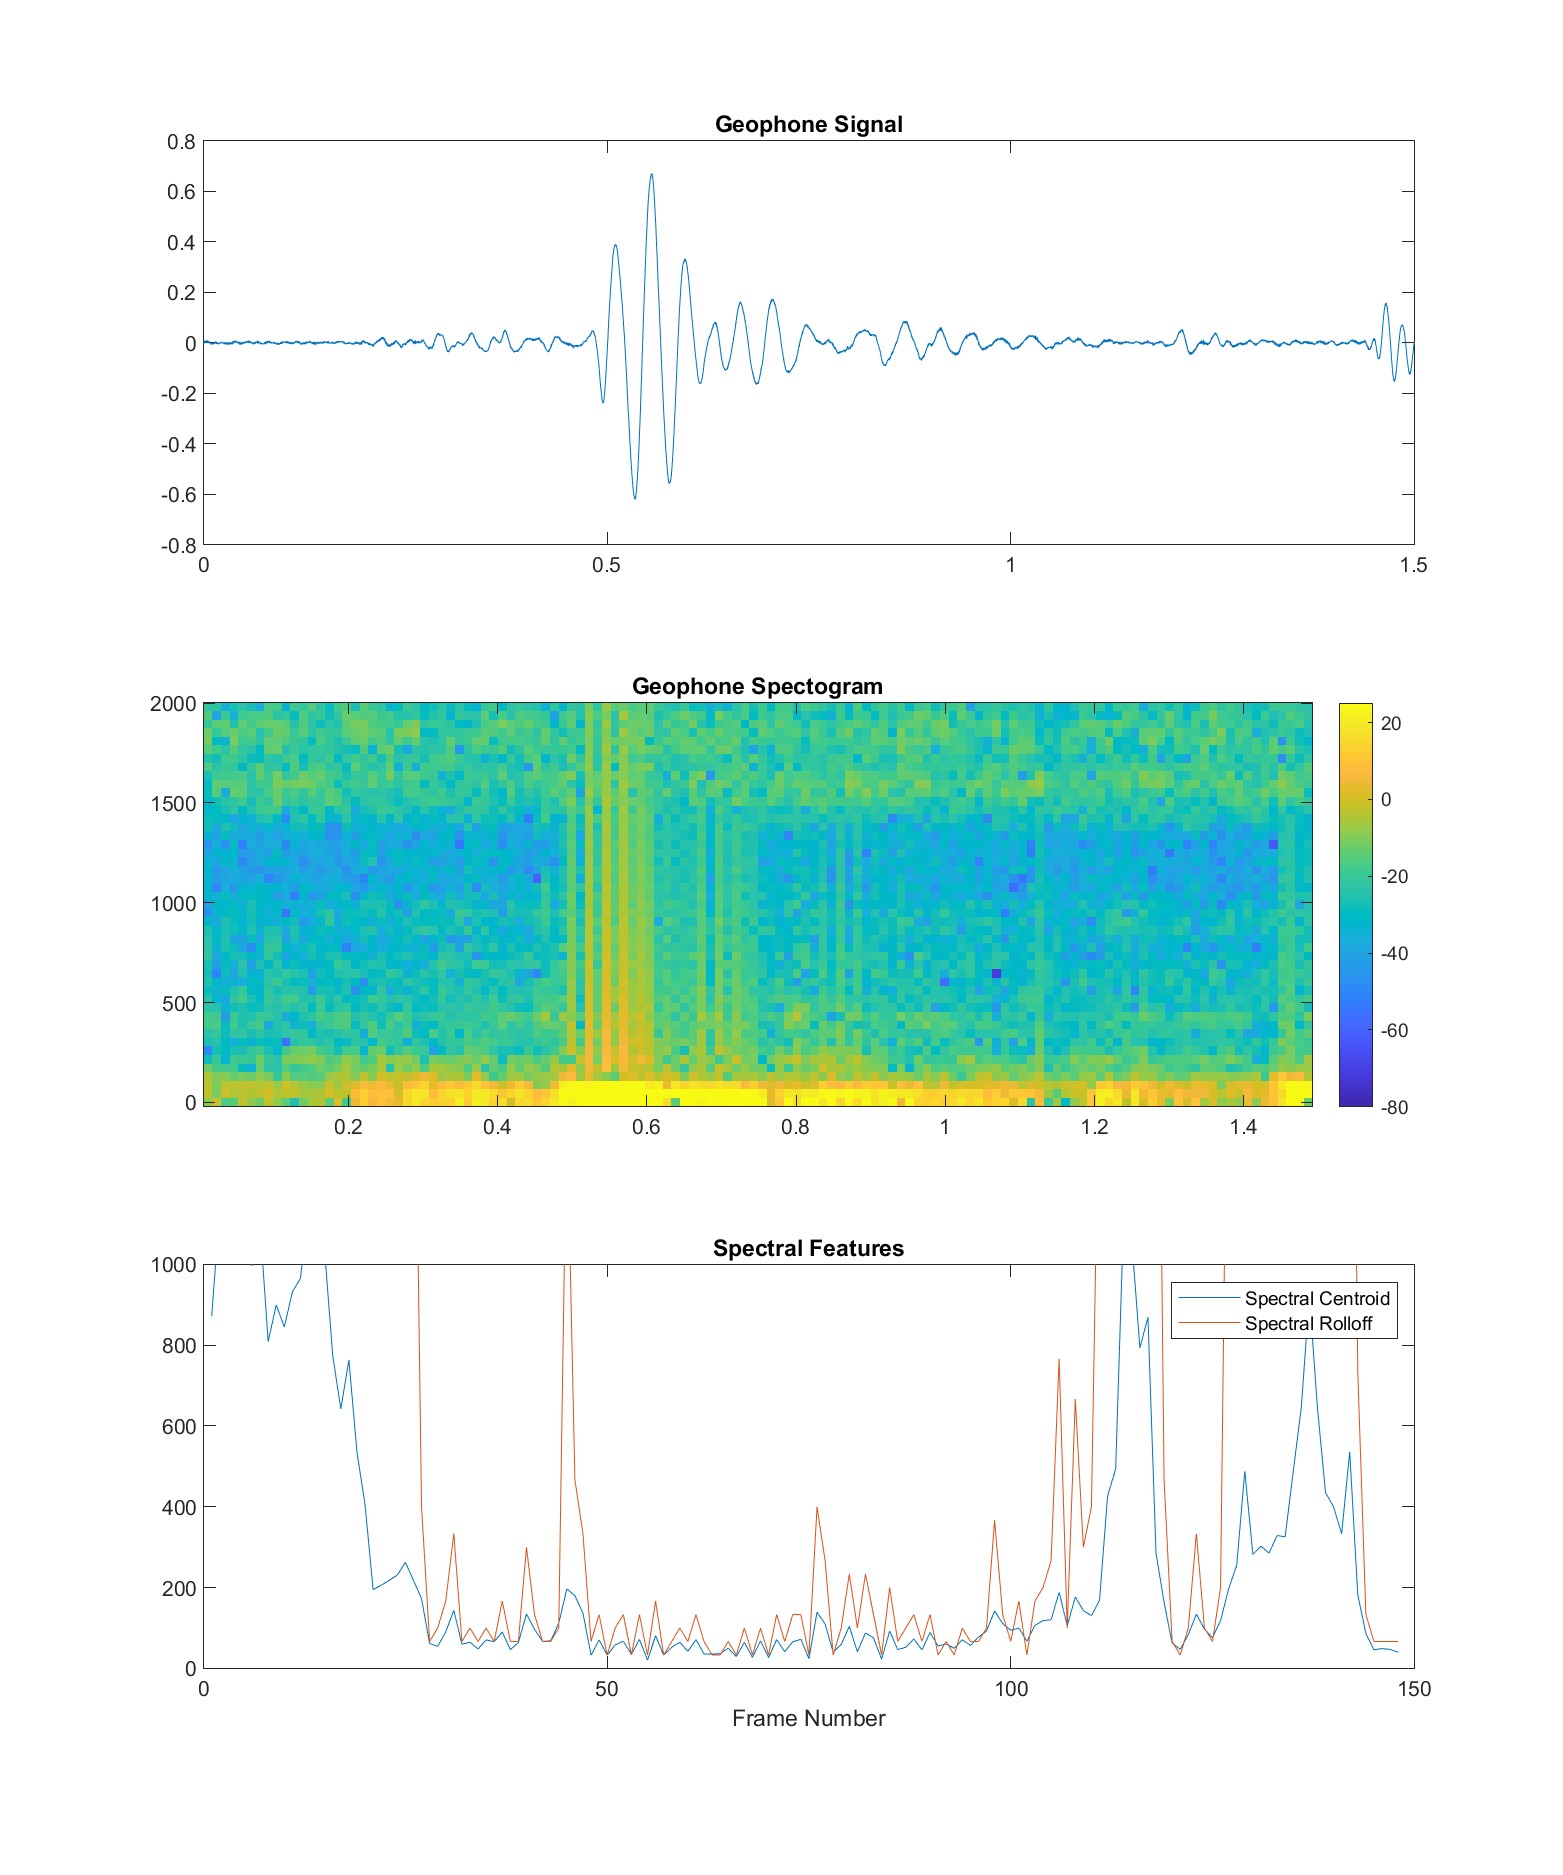 Geophone Signal
0.8
0.6
0.4
0.2
0
-0.2
-0.4
-0.6
-0.8
0 0.5 1 1.5
Geophone Spectogram
2000
1500
1000
500
0
0.2 0.4 0.6 0.8 1 1.2 1.4
20
0
-20
-40
-60
-80
Spectral Features
1000
800
600
400
200
0
Spectral Centroid
Spectral Rolloff
0 50 100 150
Frame Number